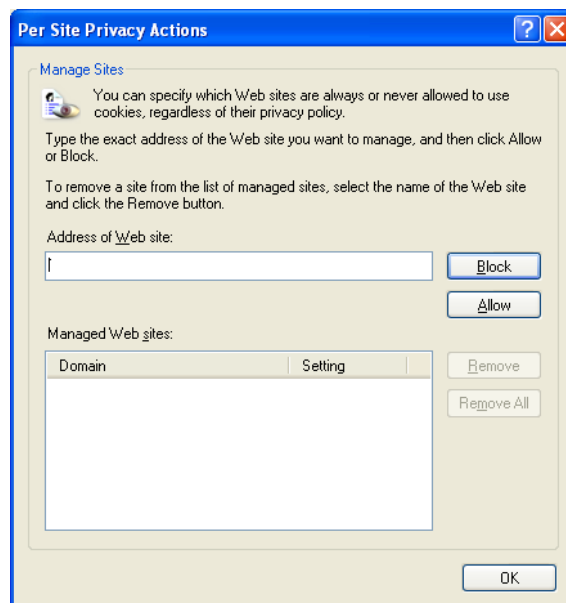 Per Site Privacy Actions
Manage Sites
You can specify which Web sites are always or never allowed to use
cookies, regardless of their privacy policy.
Type the exact address of the Web site you want to manage, and then click Allow
or Block.
To remove a site from the list of managed sites, select the name of the Web site
and click the Remove button.
Address of Web site:
Block
Allow
Managed Web sites:
Domain Setting
Remove
Remove All
OK